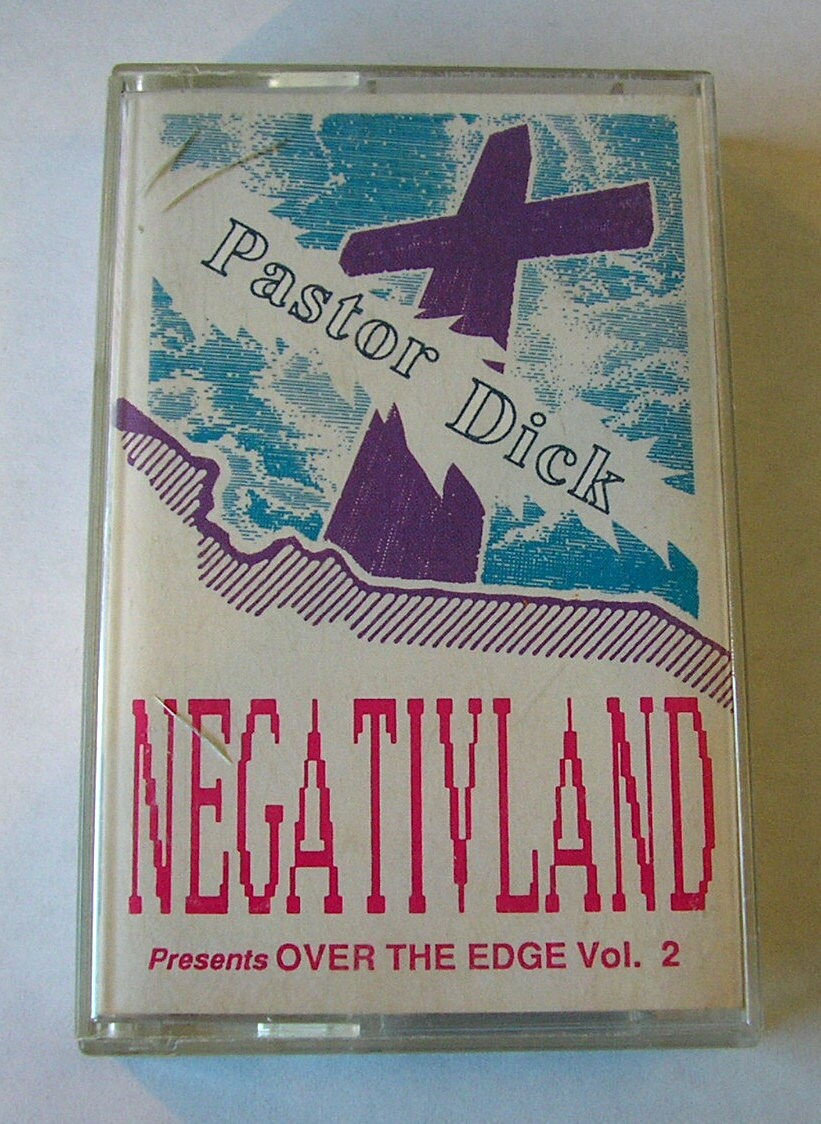 Pastor Dick
NEGATIVLAND
Presents OVER THE EDGE Vol. 2